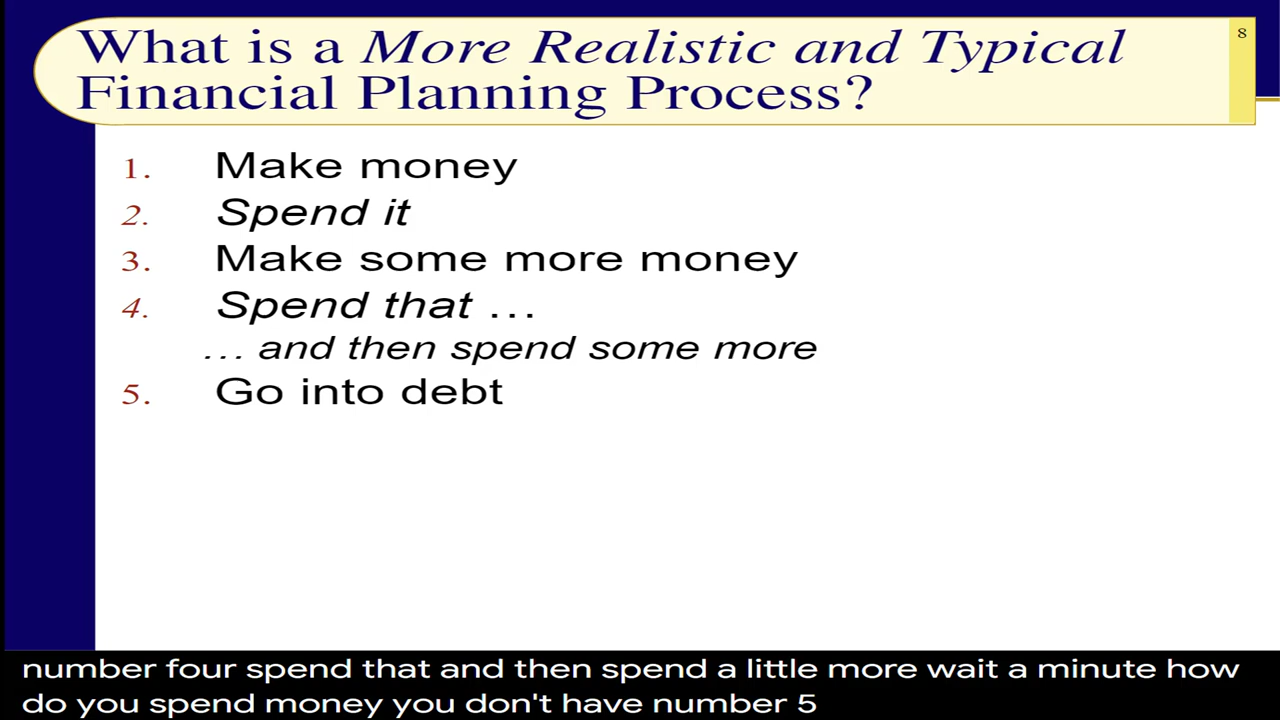 What is a More Realistic and Typical
Financial Planning Process?
8
1. Make money
2. Spend it
3. Make some more money
4. Spend that …
… and then spend some more
5. Go into debt
number four spend that and then spend a little more wait a minute how
do you spend money you don't have number 5